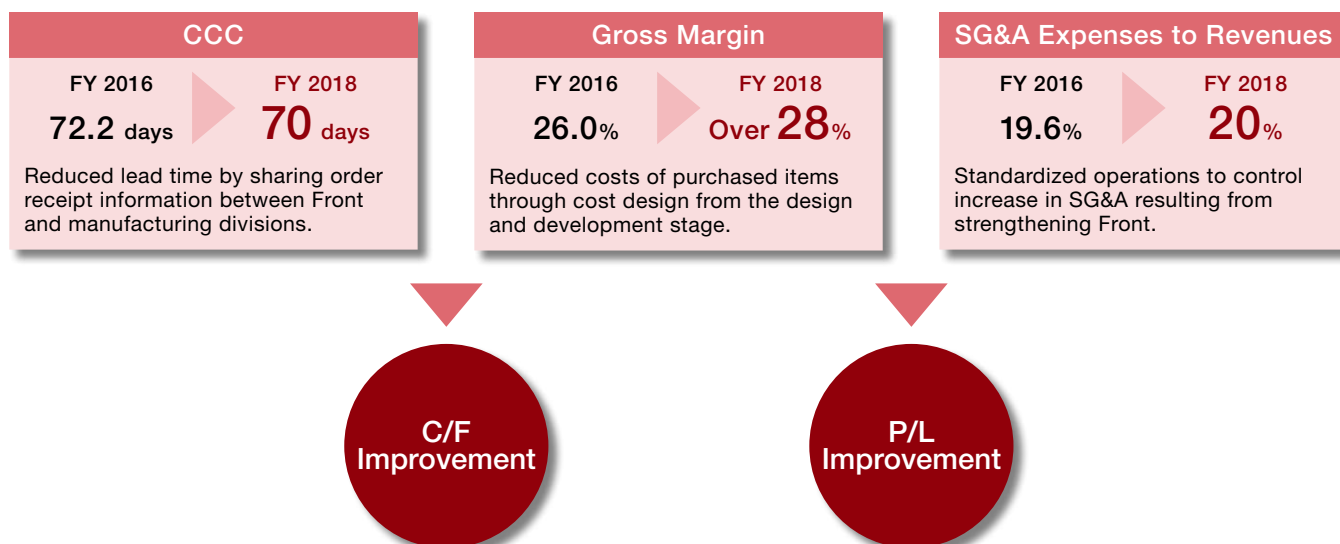 CCC
FY 2016
FY 2018
72.2 days
70 days
Reduced lead time by sharing order
receipt information between Front
and manufacturing divisions.
Gross Margin
FY 2016
FY 2018
26.0%
Over 28%
Reduced costs of purchased items
through cost design from the design
and development stage.
SG&A Expenses to Revenues
FY 2016
FY 2018
19.6%
20%
Standardized operations to control
increase in SG&A resulting from
strengthening Front.
C/F
Improvement
P/L
Improvement